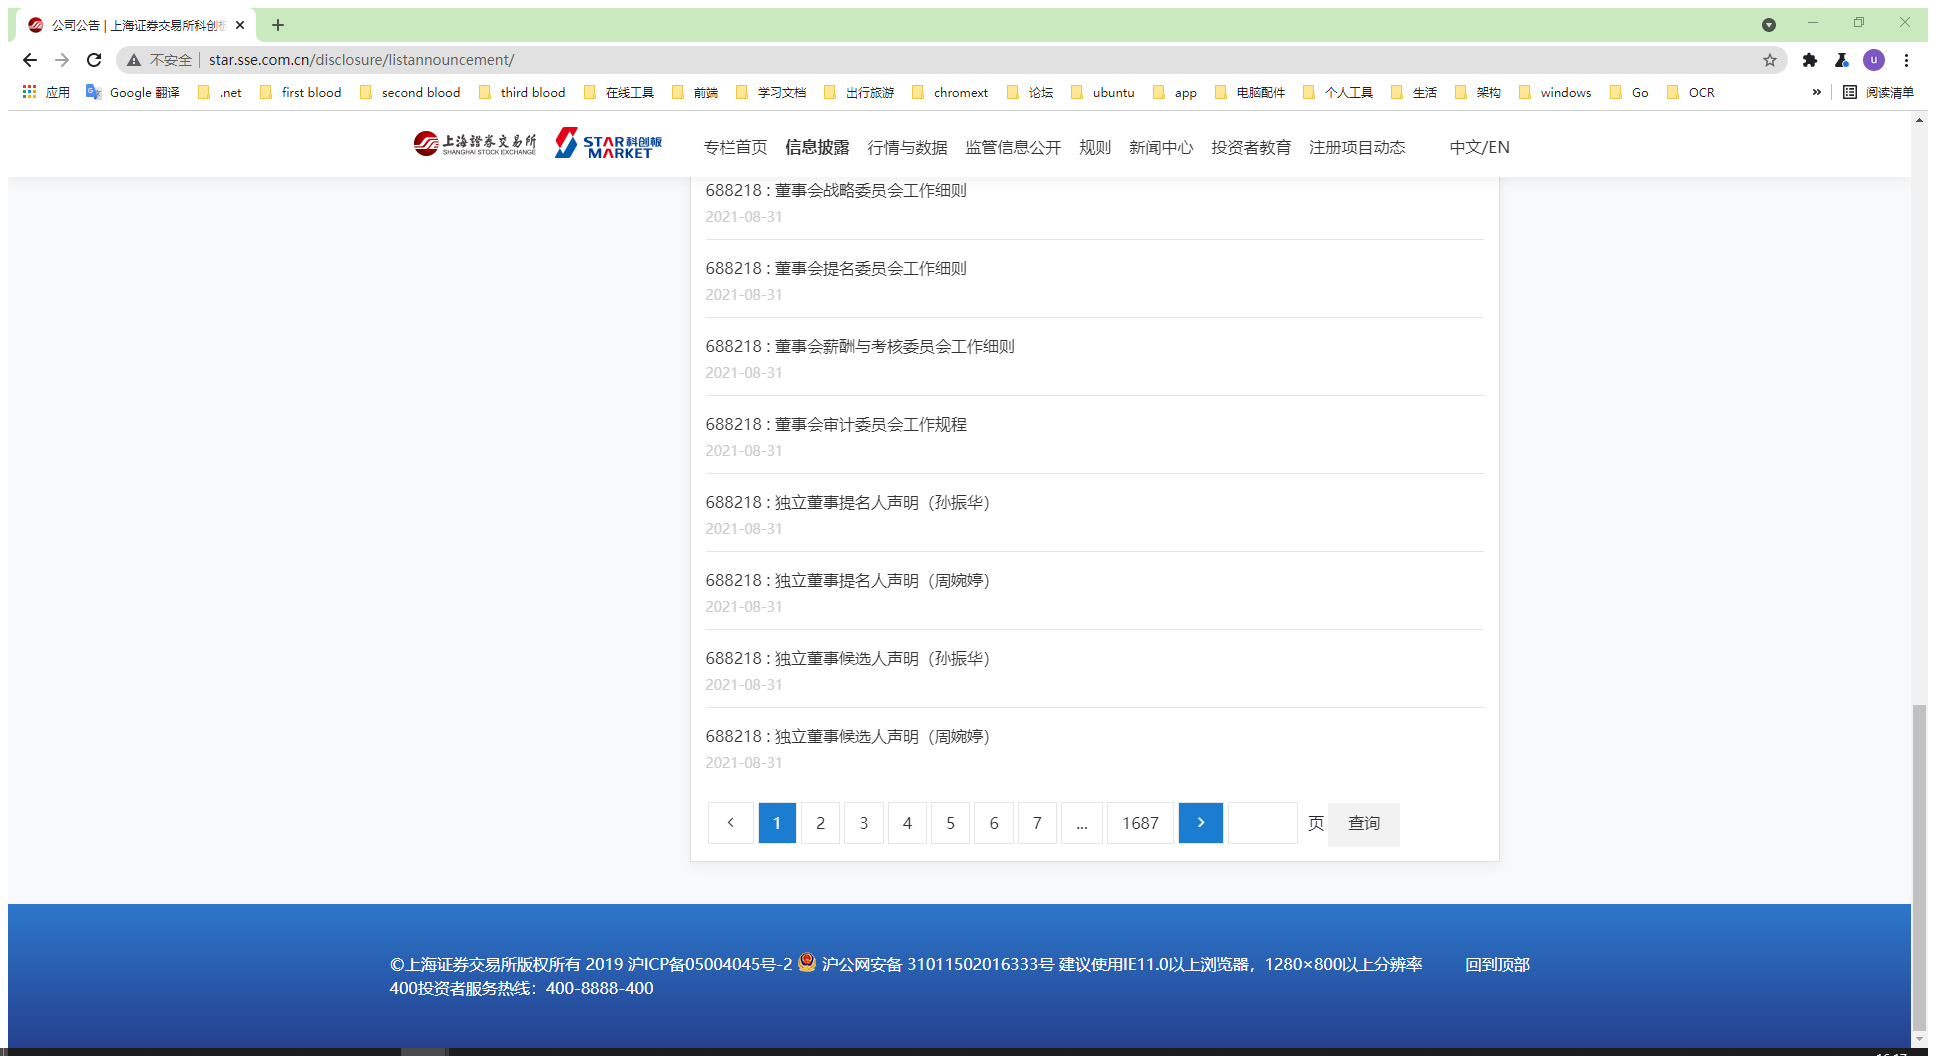 公司公告 | 上海证券交易所科创板
不安全 | star.sse.com.cn/disclosure/listannouncement/
应用 Google 翻译 .net first blood second blood third blood 在线工具 前端 学习文档 出行旅游 chromext 论坛 ubuntu app 电脑配件 个人工具 生活 架构 windows Go OCR » 阅读清单
上海證券交易所 SHANGHAI STOCK EXCHANGE STAR科创板 MARKET 专栏首页 信息披露 行情与数据 监管信息公开 规则 新闻中心 投资者教育 注册项目动态 中文/EN
688218 : 董事会战略委员会工作细则
2021-08-31
688218 : 董事会提名委员会工作细则
2021-08-31
688218 : 董事会薪酬与考核委员会工作细则
2021-08-31
688218 : 董事会审计委员会工作规程
2021-08-31
688218 : 独立董事提名人声明（孙振华）
2021-08-31
688218 : 独立董事提名人声明（周婉婷）
2021-08-31
688218 : 独立董事候选人声明（孙振华）
2021-08-31
688218 : 独立董事候选人声明（周婉婷）
2021-08-31
‹ 1 2 3 4 5 6 7 ... 1687 › 页 查询
©上海证券交易所版权所有 2019 沪ICP备05004045号-2 沪公网安备 31011502016333号 建议使用IE11.0以上浏览器，1280×800以上分辨率 回到顶部
400投资者服务热线：400-8888-400